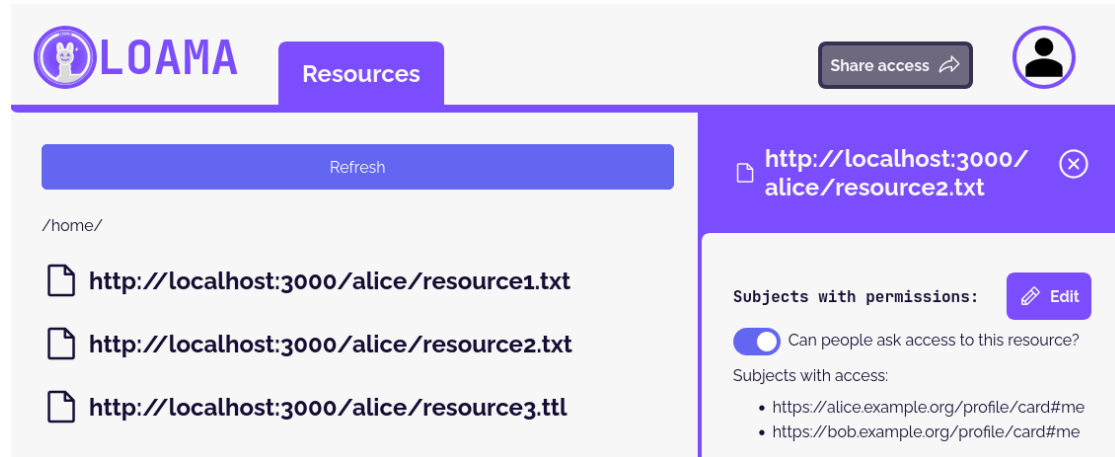 LOAMA
Resources
Share access
Refresh
/home/
http://localhost:3000/alice/resource1.txt
http://localhost:3000/alice/resource2.txt
http://localhost:3000/alice/resource3.ttl
http://localhost:3000/
alice/resource2.txt
Subjects with permissions:
Edit
Can people ask access to this resource?
Subjects with access:
• https://alice.example.org/profile/card#me
• https://bob.example.org/profile/card#me